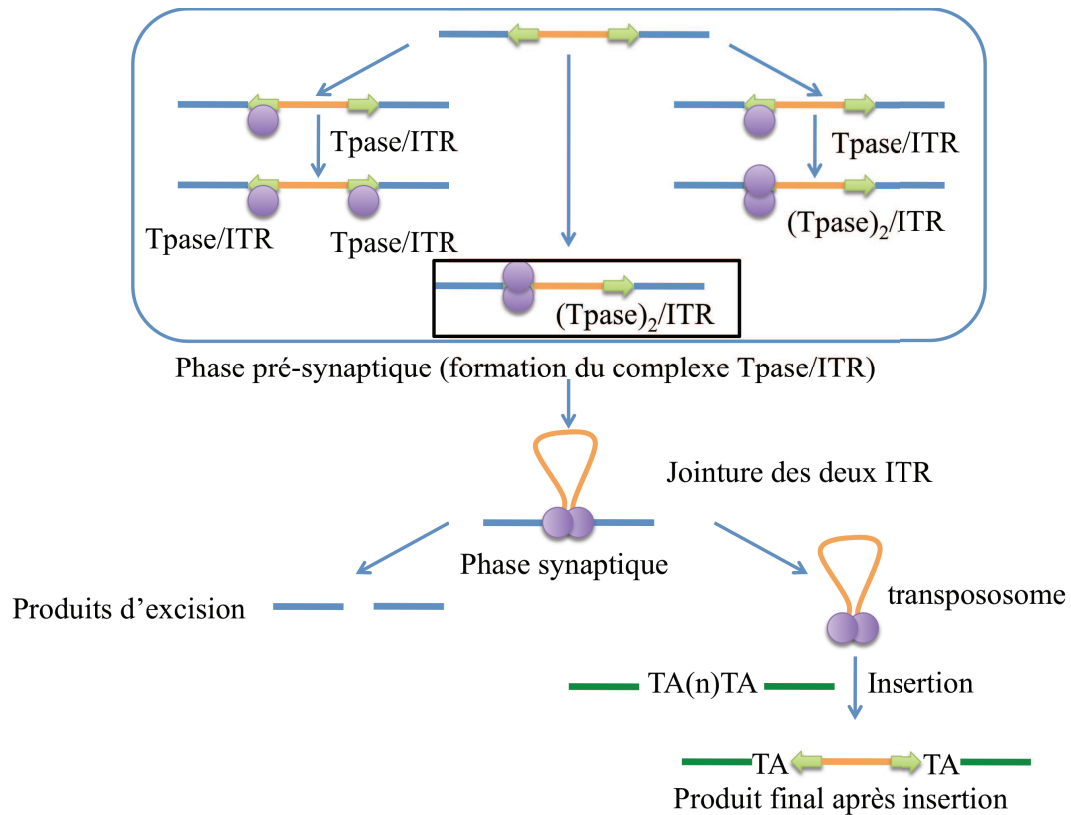 Tpase/ITR
Tpase/ITR
Tpase/ITR
Tpase/ITR
(Tpase)₂/ITR
(Tpase)₂/ITR
Phase pré-synaptique (formation du complexe Tpase/ITR)
Jointure des deux ITR
Phase synaptique
Produits d’excision
transpososome
TA(n)TA
Insertion
TA
TA
Produit final après insertion